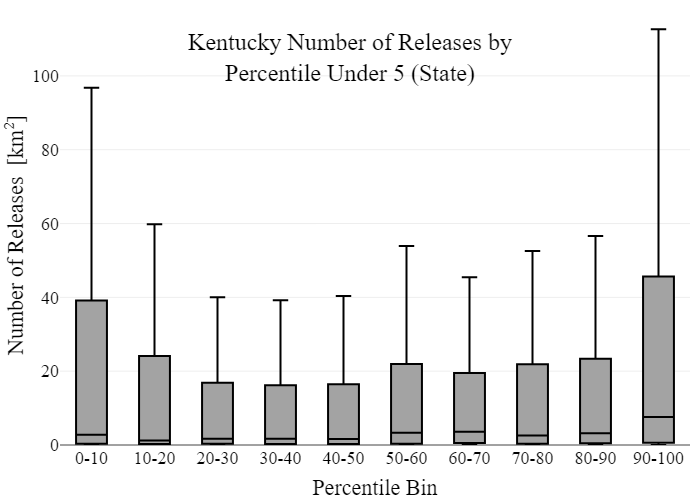 Kentucky Number of Releases by
Percentile Under 5 (State)
Number of Releases [km²]
100
80
60
40
20
0
0-10 10-20 20-30 30-40 40-50 50-60 60-70 70-80 80-90 90-100
Percentile Bin